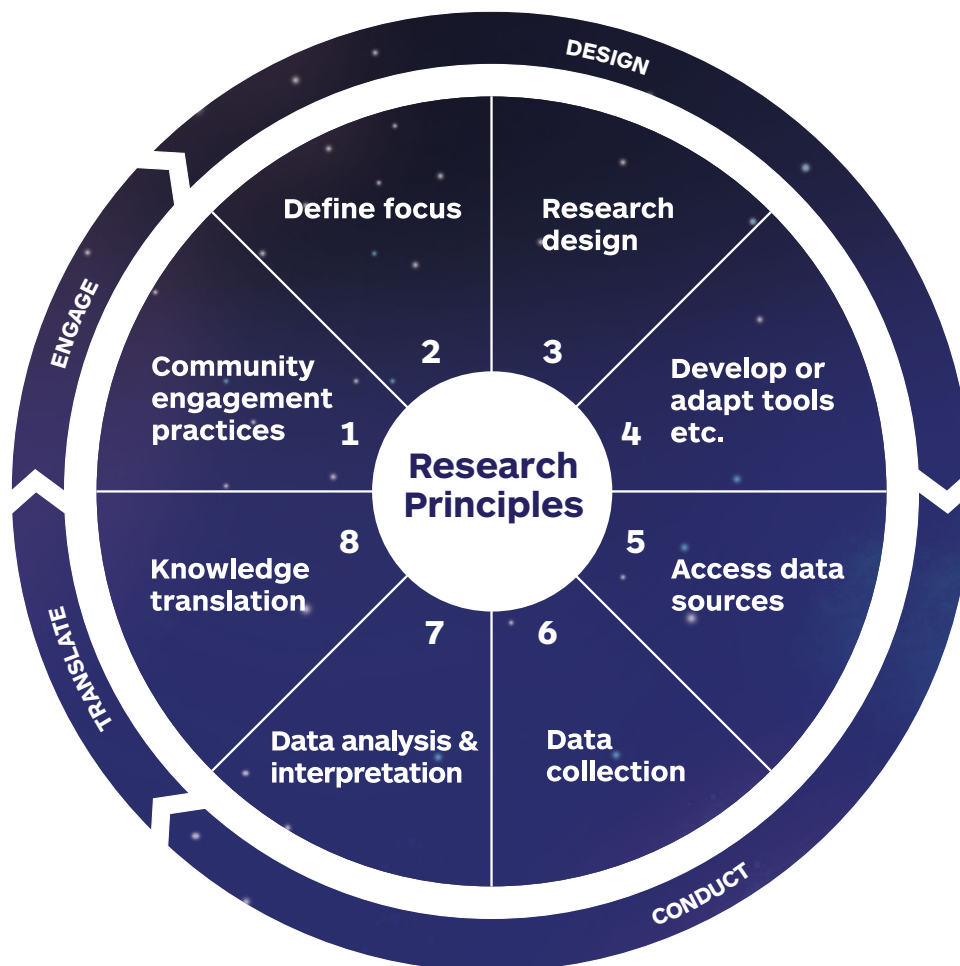 DESIGN
ENGAGE
TRANSLATE
CONDUCT
Research
Principles
1
Community
engagement
practices
2
Define focus
3
Research
design
4
Develop or
adapt tools
etc.
5
Access data
sources
6
Data
collection
7
Data analysis &
interpretation
8
Knowledge
translation